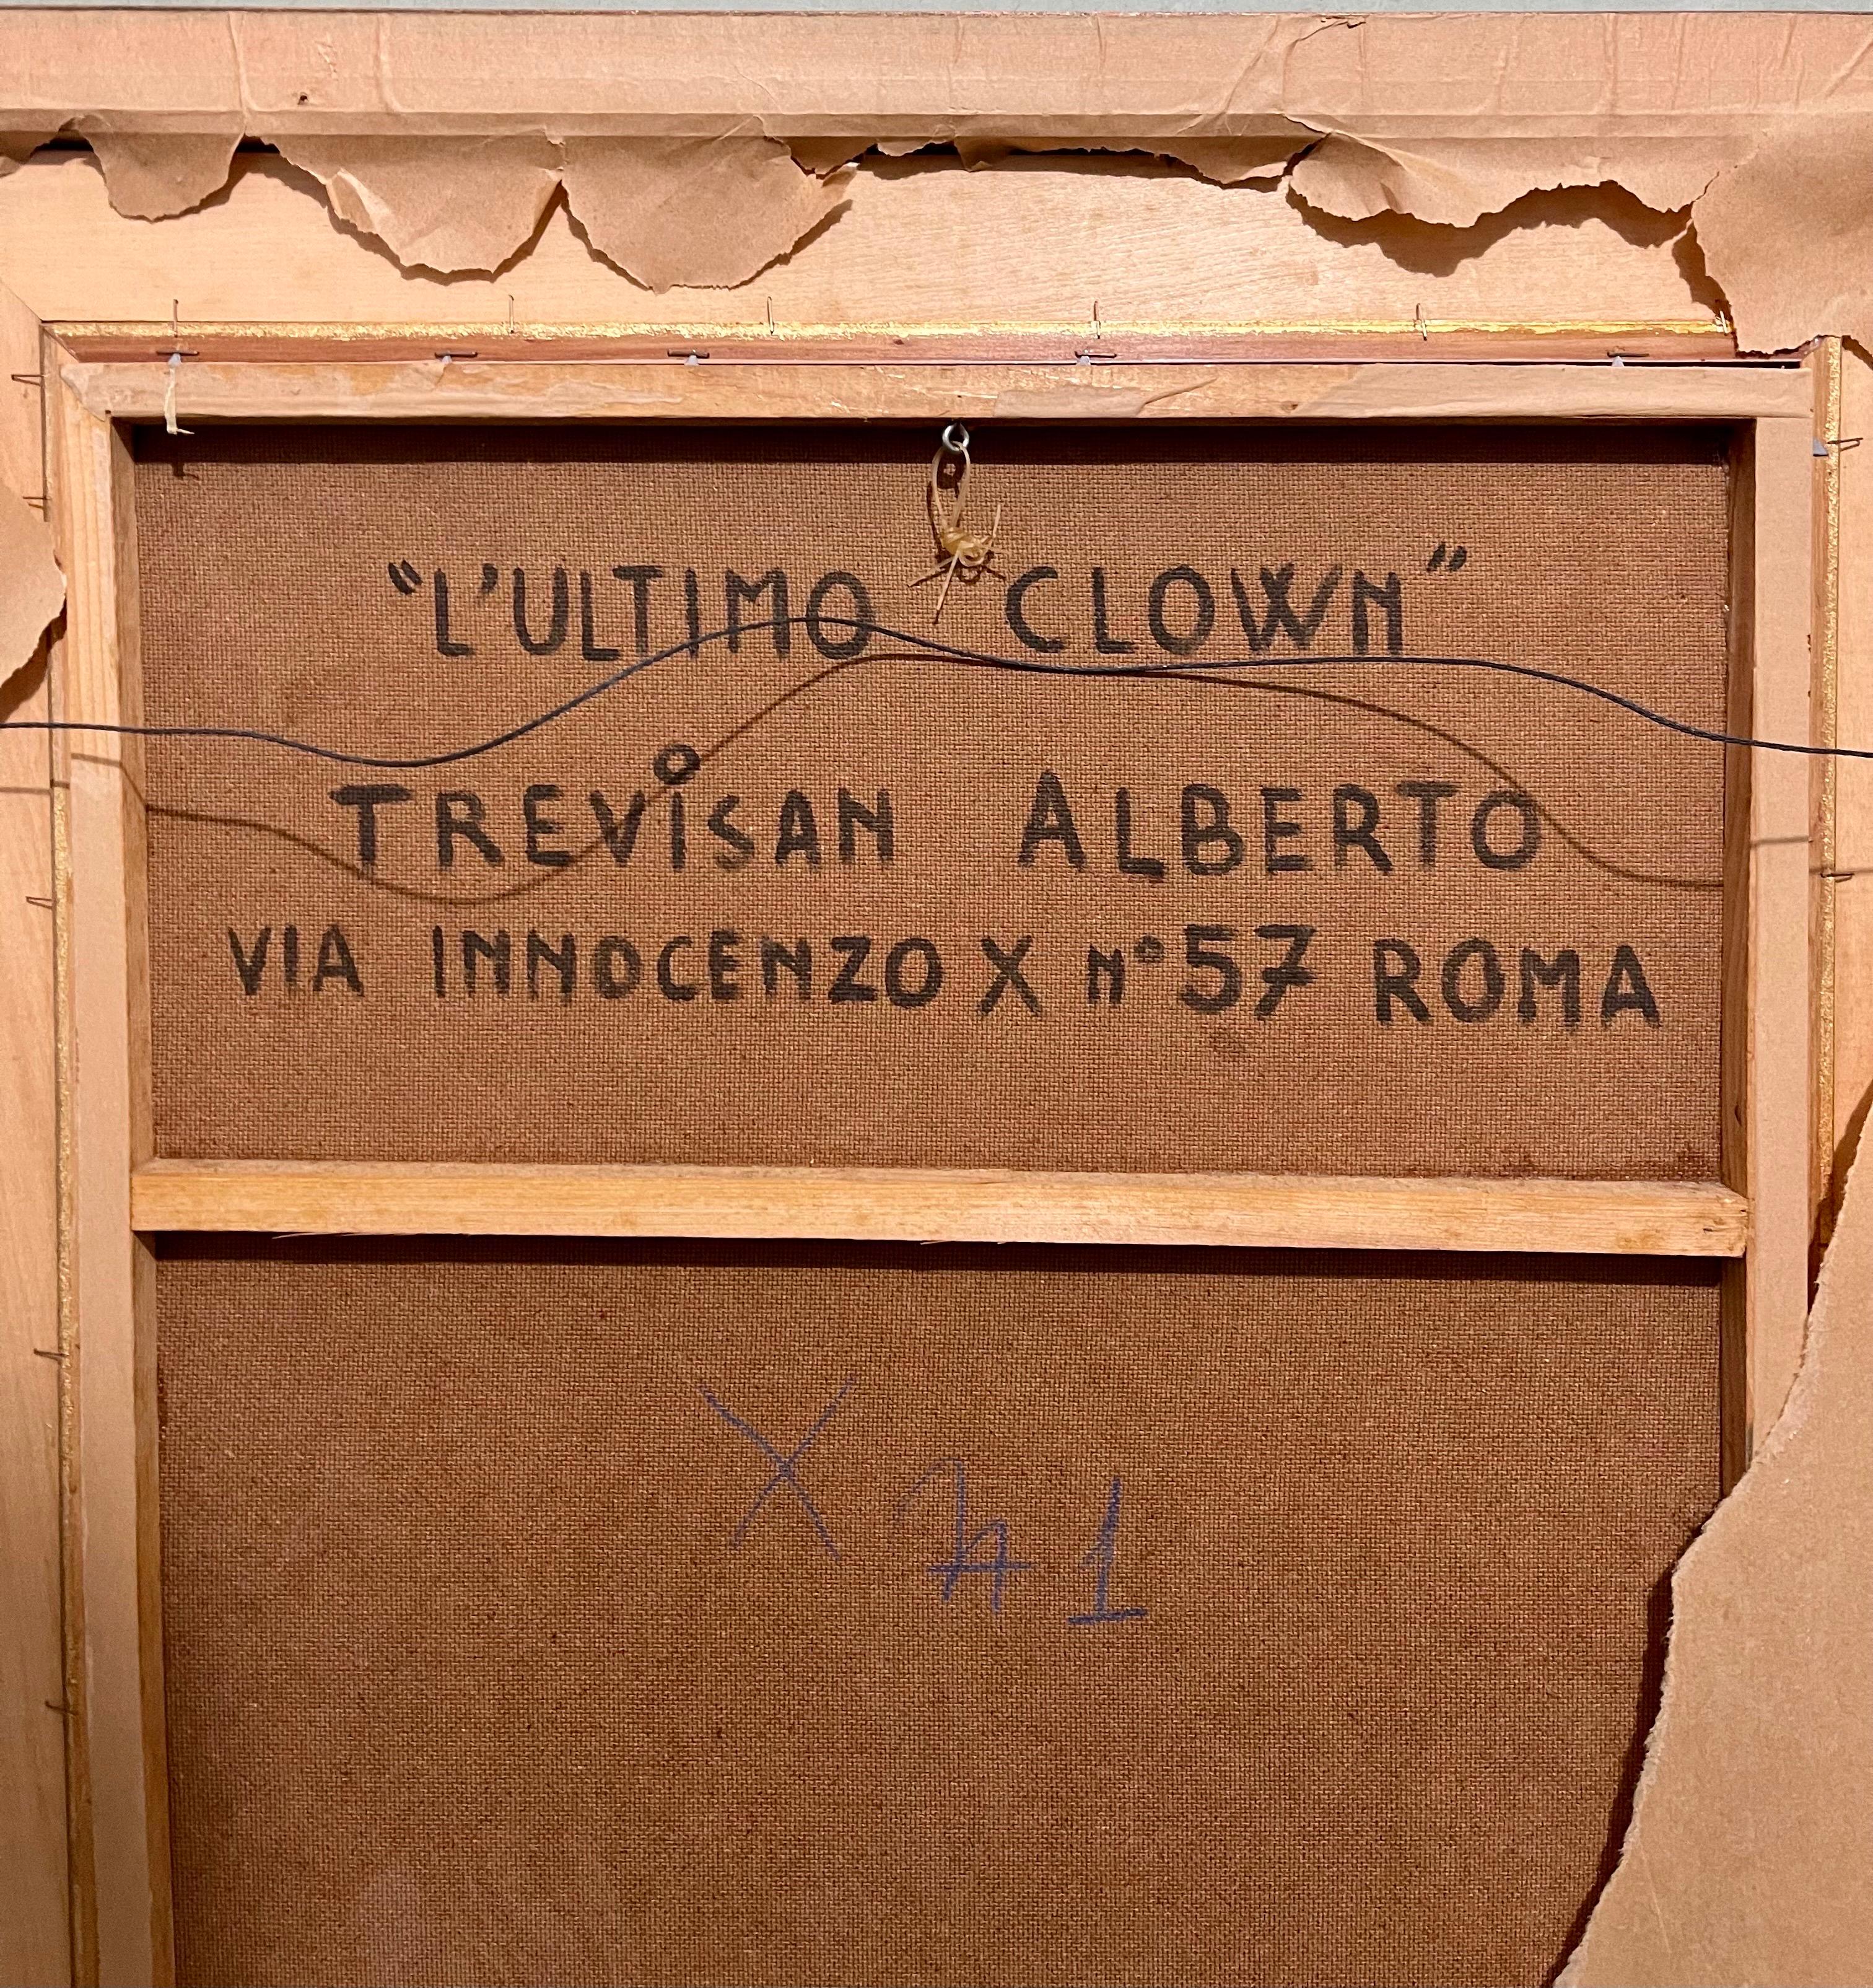 "L'ULTIMO CLOWN"
TREViSAN ALBERTO
VIA INNOCENZO X n° 57 ROMA
X 41